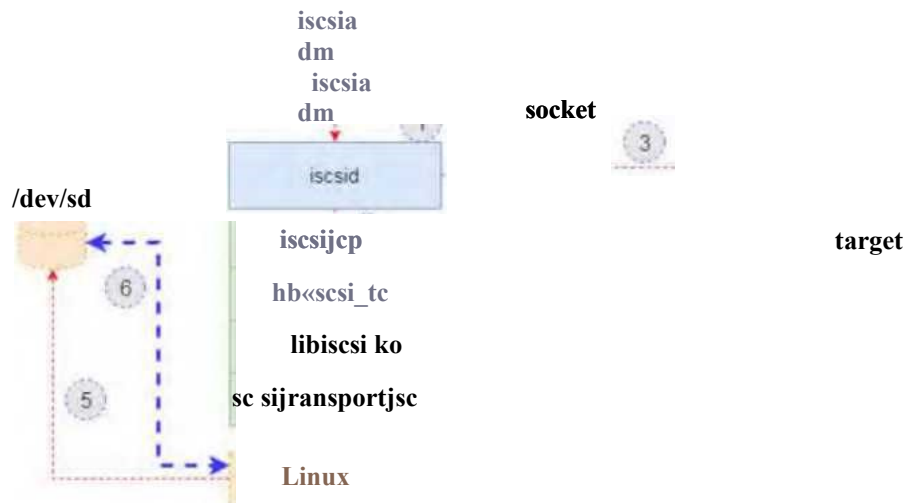 iscsia
dm
iscsia
dm
socket
3
iscsid
/dev/sd
iscsijcp
target
6
hb«scsi_tc
libiscsi ko
5
sc sijransportjsc
Linux